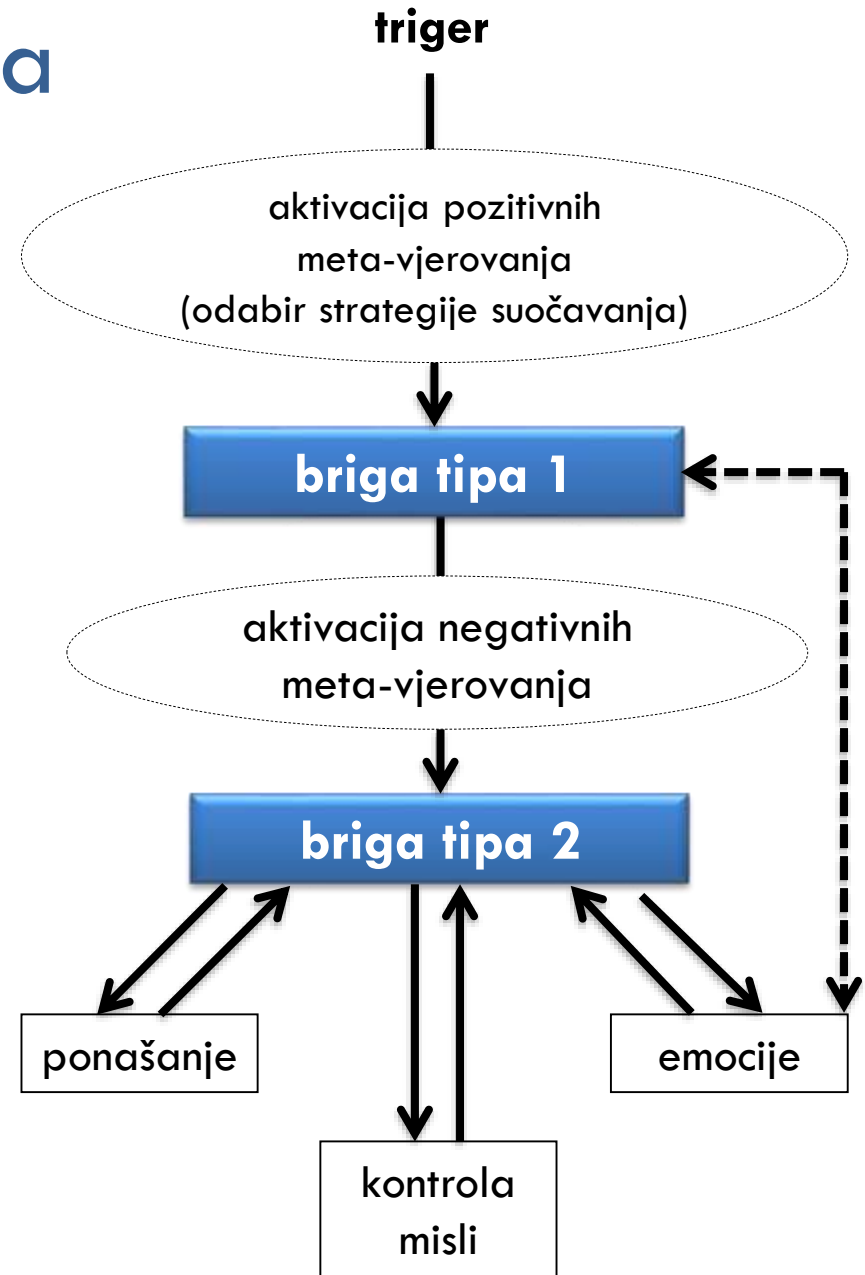 a
triger
aktivacija pozitivnih
meta-vjerovanja
(odabir strategije suočavanja)
briga tipa 1
aktivacija negativnih
meta-vjerovanja
briga tipa 2
ponašanje
emocije
kontrola
misli